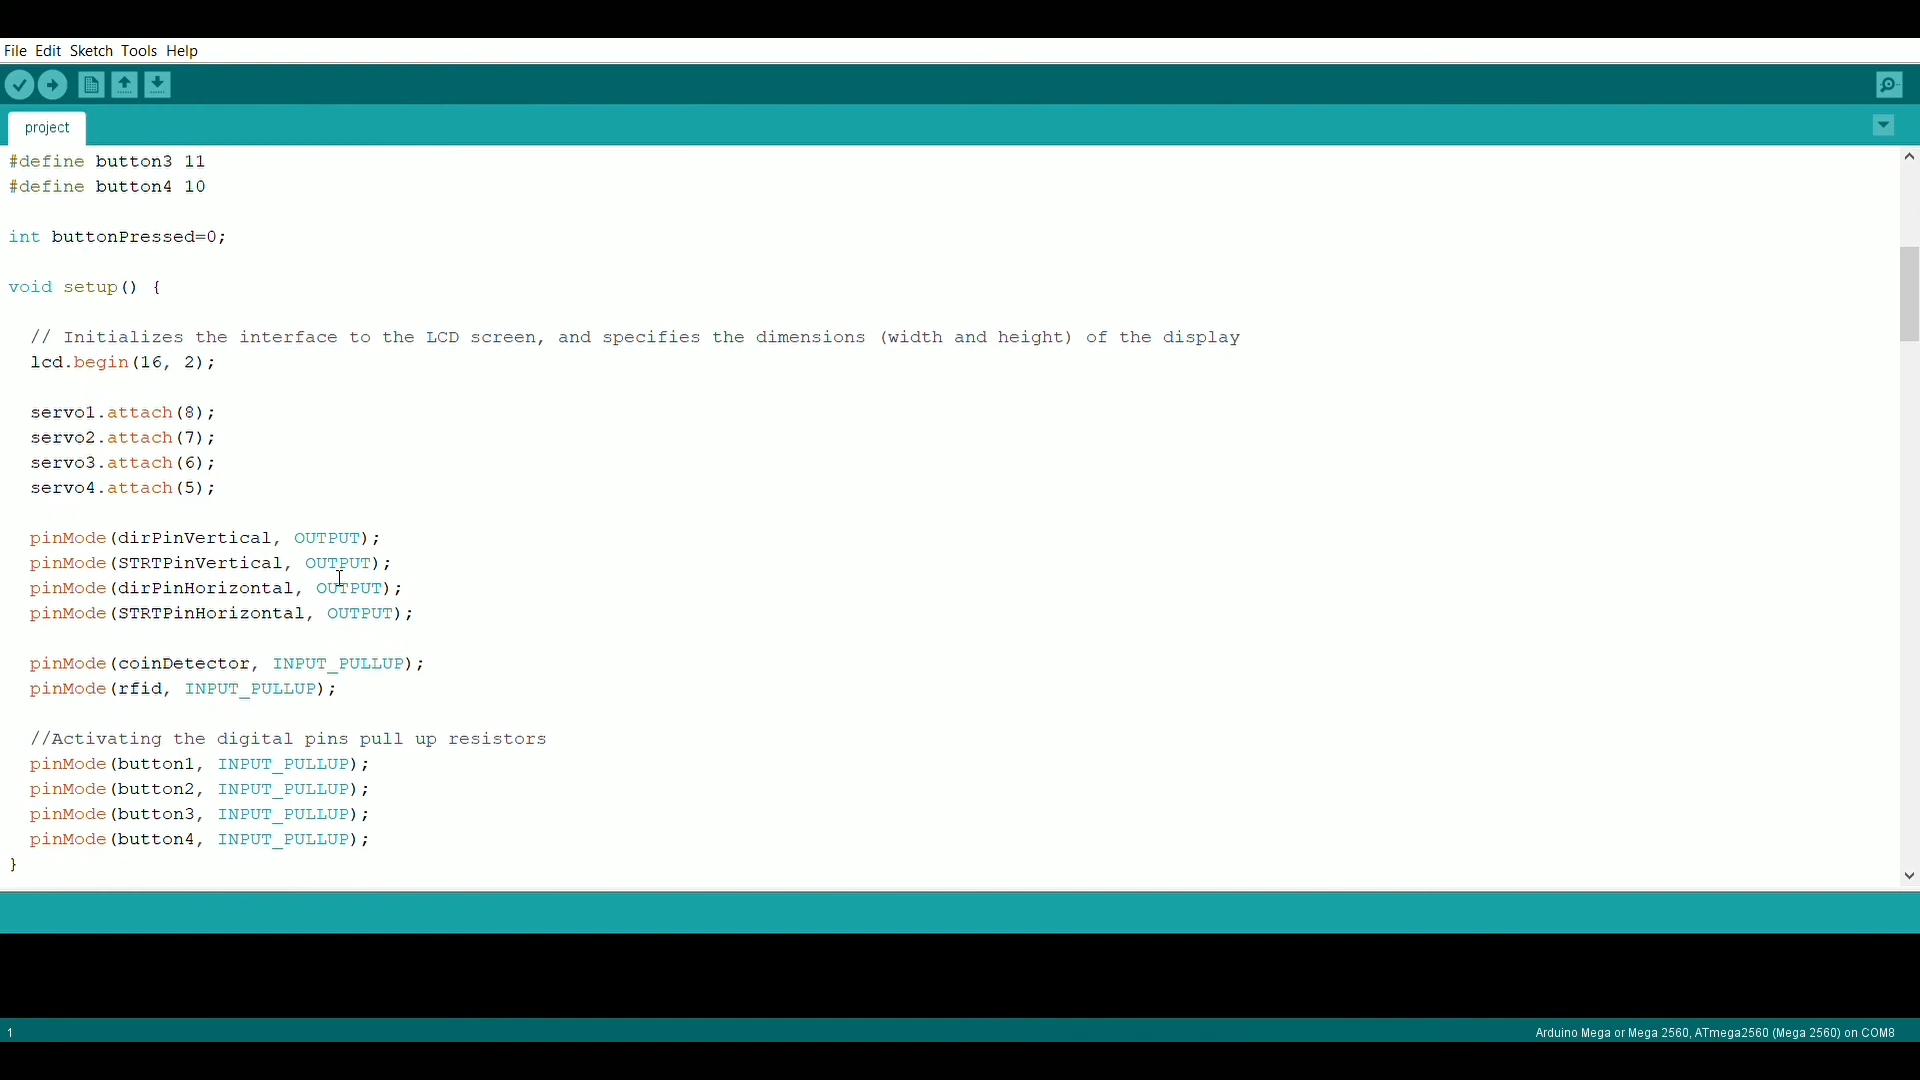 File Edit Sketch Tools Help
project
#define button3 11
#define button4 10
int buttonPressed=0;
void setup() {
// Initializes the interface to the LCD screen, and specifies the dimensions (width and height) of the display
lcd.begin(16, 2);
servo1.attach(8);
servo2.attach(7);
servo3.attach(6);
servo4.attach(5);
pinMode(dirPinVertical, OUTPUT);
pinMode(STRTPinVertical, OUTPUT);
pinMode(dirPinHorizontal, OUTPUT);
pinMode(STRTPinHorizontal, OUTPUT);
pinMode(coinDetector, INPUT_PULLUP);
pinMode(rfid, INPUT_PULLUP);
//Activating the digital pins pull up resistors
pinMode(button1, INPUT_PULLUP);
pinMode(button2, INPUT_PULLUP);
pinMode(button3, INPUT_PULLUP);
pinMode(button4, INPUT_PULLUP);
}
1
Arduino Mega or Mega 2560, ATmega2560 (Mega 2560) on COM8